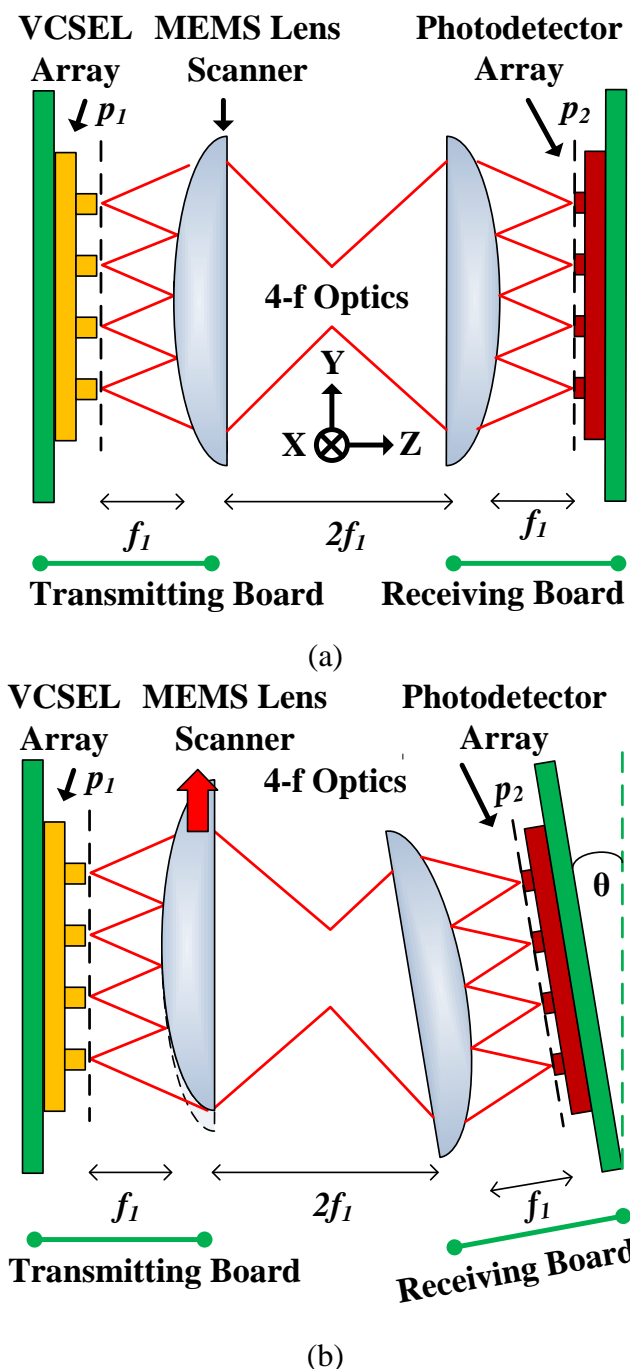 VCSEL MEMS Lens Photodetector
Array Scanner Array
p1 p2
4-f Optics
Y
X Z
f1 2f1 f1
Transmitting Board Receiving Board
(a)
VCSEL MEMS Lens Photodetector
Array Scanner Array
4-f Optics
p1 p2
θ
f1 2f1 f1
Transmitting Board Receiving Board
(b)